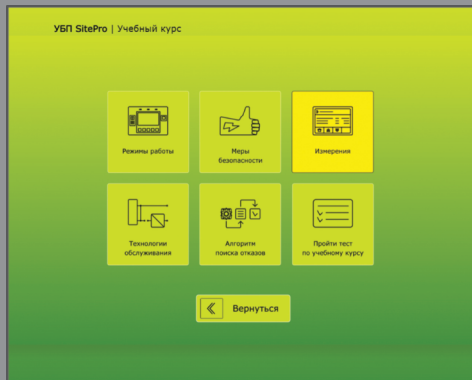 УБП SitePro | Учебный курс
Режимы работы
Меры
безопасности
Измерения
Технологии
обслуживания
Алгоритм
поиска отказов
Пройти тест
по учебному курсу
Вернуться